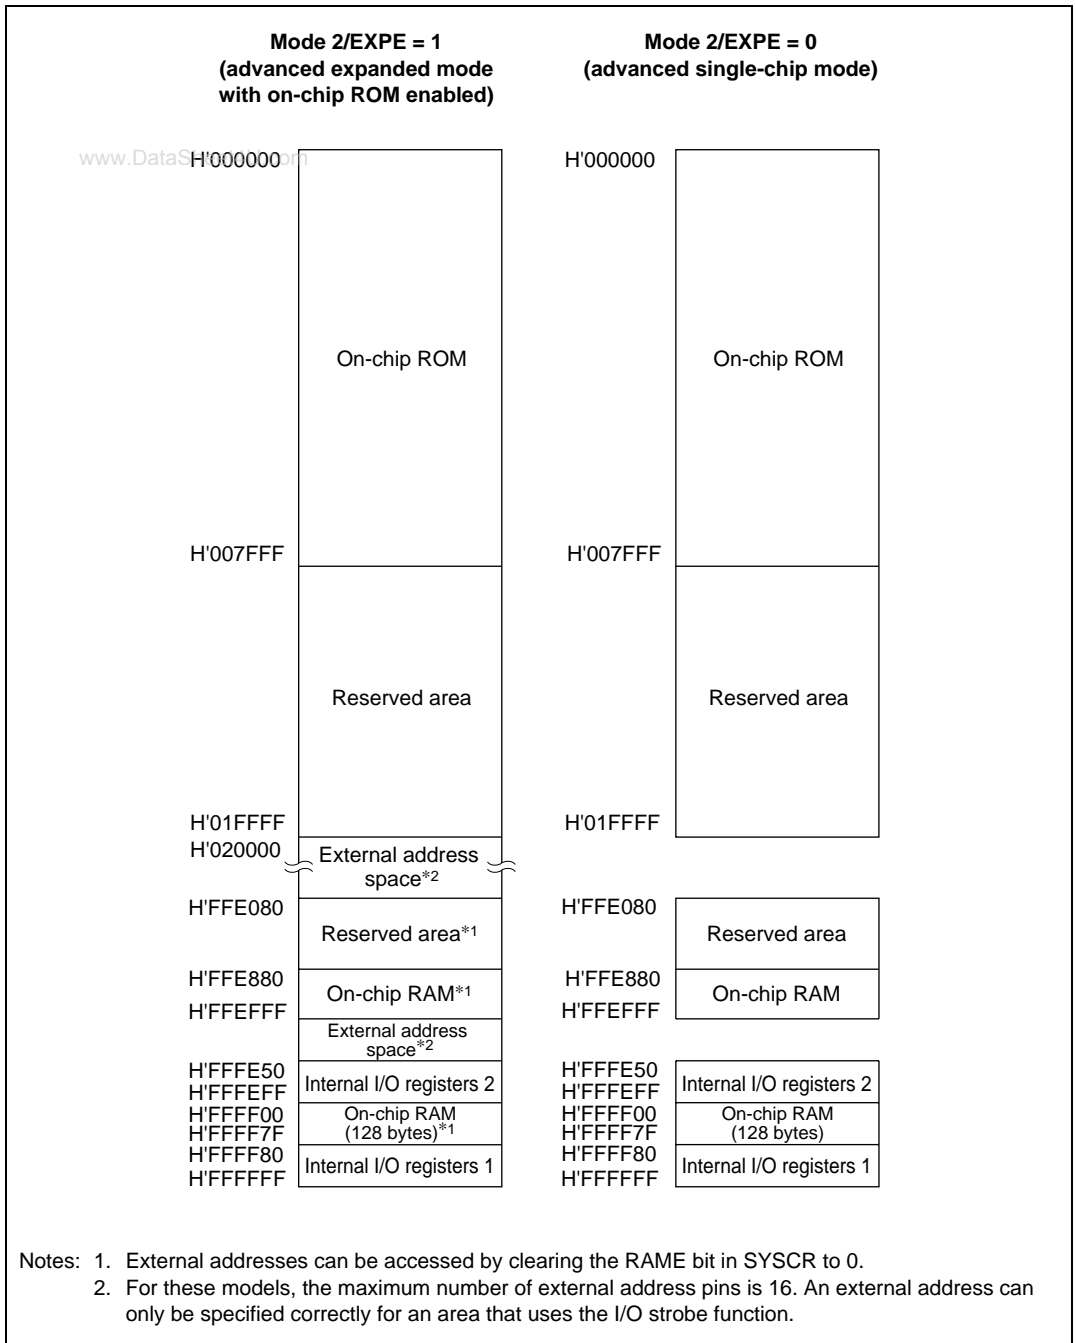 Mode 2/EXPE = 1
(advanced expanded mode
with on-chip ROM enabled)
Mode 2/EXPE = 0
(advanced single-chip mode)
www.DataSheet4U.com
H'000000
On-chip ROM
H'007FFF
Reserved area
H'01FFFF
H'020000
External address
space*2
H'FFE080
Reserved area*1
H'FFE880
On-chip RAM*1
H'FFEFFF
External address
space*2
H'FFFE50
Internal I/O registers 2
H'FFFEFF
H'FFFF00
On-chip RAM
(128 bytes)*1
H'FFFF7F
H'FFFF80
Internal I/O registers 1
H'FFFFFF
H'000000
On-chip ROM
H'007FFF
Reserved area
H'01FFFF
H'FFE080
Reserved area
H'FFE880
On-chip RAM
H'FFEFFF
H'FFFE50
Internal I/O registers 2
H'FFFEFF
H'FFFF00
On-chip RAM
(128 bytes)
H'FFFF7F
H'FFFF80
Internal I/O registers 1
H'FFFFFF
Notes: 1. External addresses can be accessed by clearing the RAME bit in SYSCR to 0.
2. For these models, the maximum number of external address pins is 16. An external address can
only be specified correctly for an area that uses the I/O strobe function.